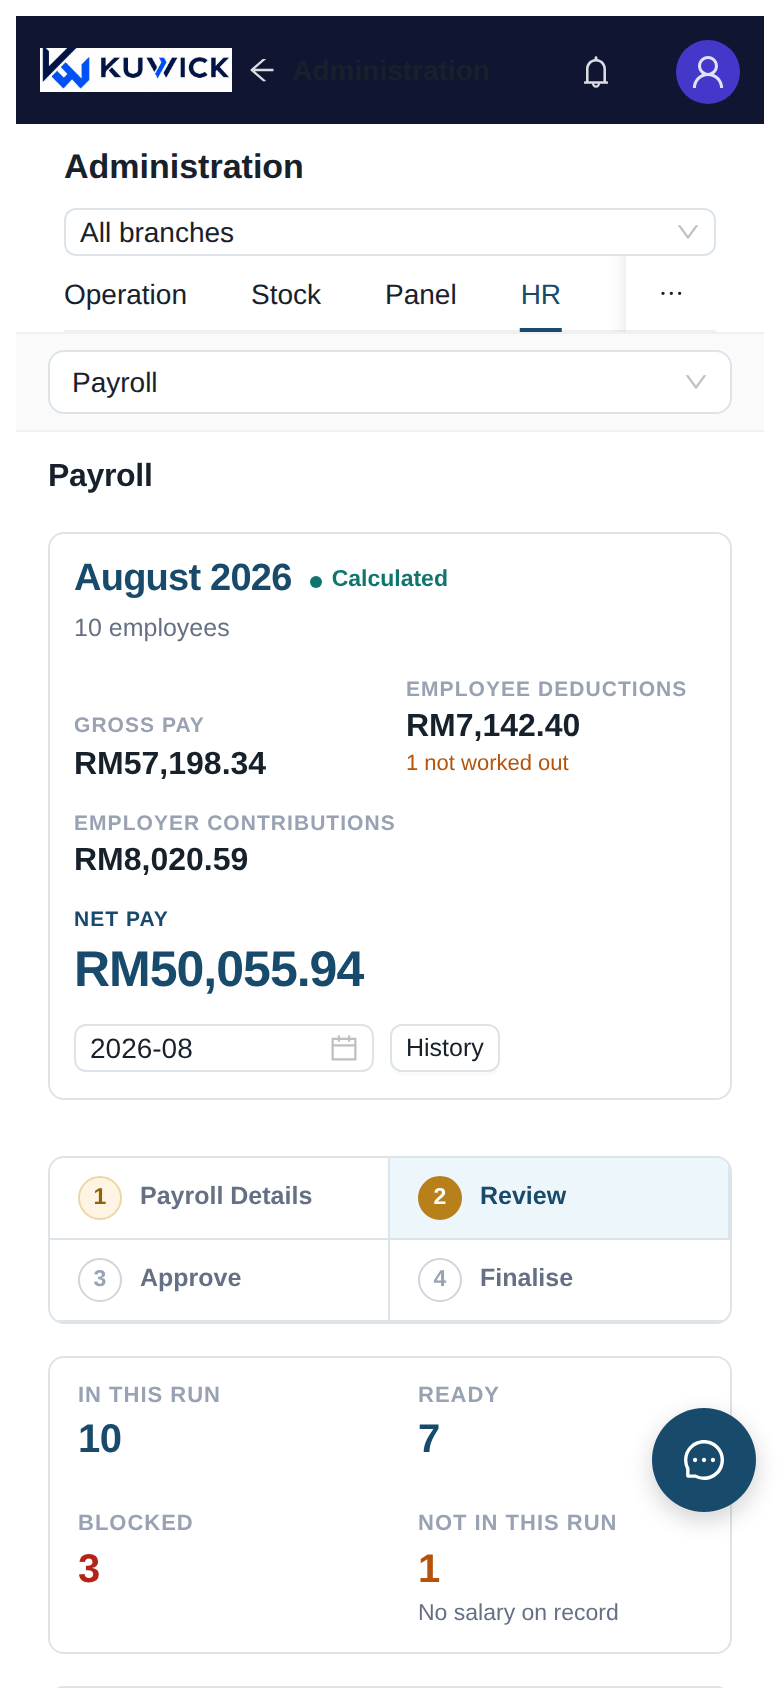 KUWICK
Administration
Administration
All branches
Operation Stock Panel HR ...
Payroll
Payroll
August 2026 Calculated
10 employees
GROSS PAY
RM57,198.34
EMPLOYEE DEDUCTIONS
RM7,142.40
1 not worked out
EMPLOYER CONTRIBUTIONS
RM8,020.59
NET PAY
RM50,055.94
2026-08 History
1 Payroll Details
2 Review
3 Approve
4 Finalise
IN THIS RUN
10
READY
7
BLOCKED
3
NOT IN THIS RUN
1
No salary on record